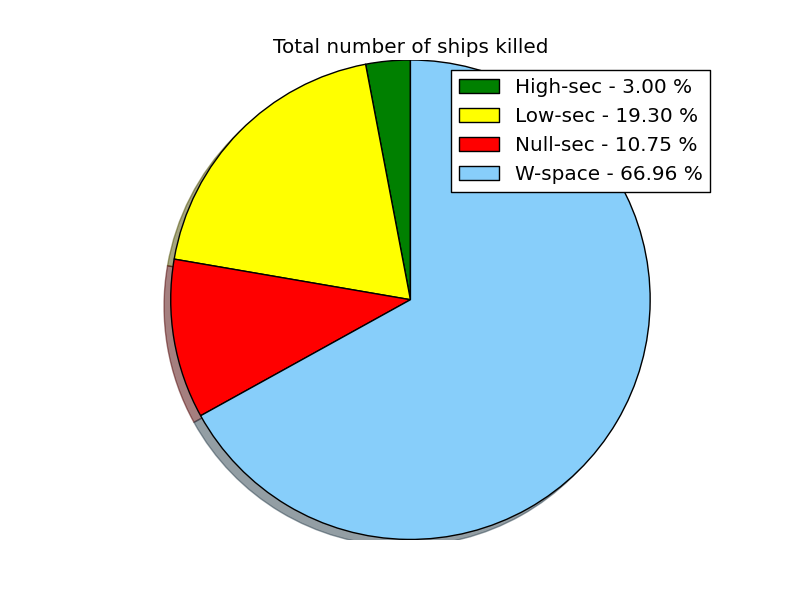 Total number of ships killed
High-sec - 3.00 %
Low-sec - 19.30 %
Null-sec - 10.75 %
W-space - 66.96 %